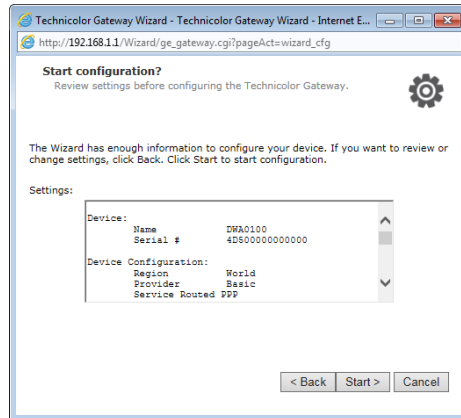 Technicolor Gateway Wizard - Technicolor Gateway Wizard - Internet E...
http://192.168.1.1/Wizard/ge_gateway.cgi?pageAct=wizard_cfg
Start configuration?
Review settings before configuring the Technicolor Gateway.
The Wizard has enough information to configure your device. If you want to review or
change settings, click Back. Click Start to start configuration.
Settings:
Device:
Name DWA0100
Serial # 4D500000000000
Device Configuration:
Region World
Provider Basic
Service Routed PPP
< Back Start > Cancel